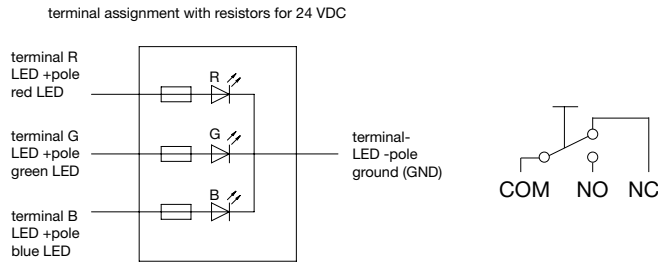 terminal assignment with resistors for 24 VDC
terminal R
LED +pole
red LED
R
terminal G
LED +pole
green LED
G
terminal-
LED -pole
ground (GND)
terminal B
LED +pole
blue LED
B
COM NO NC